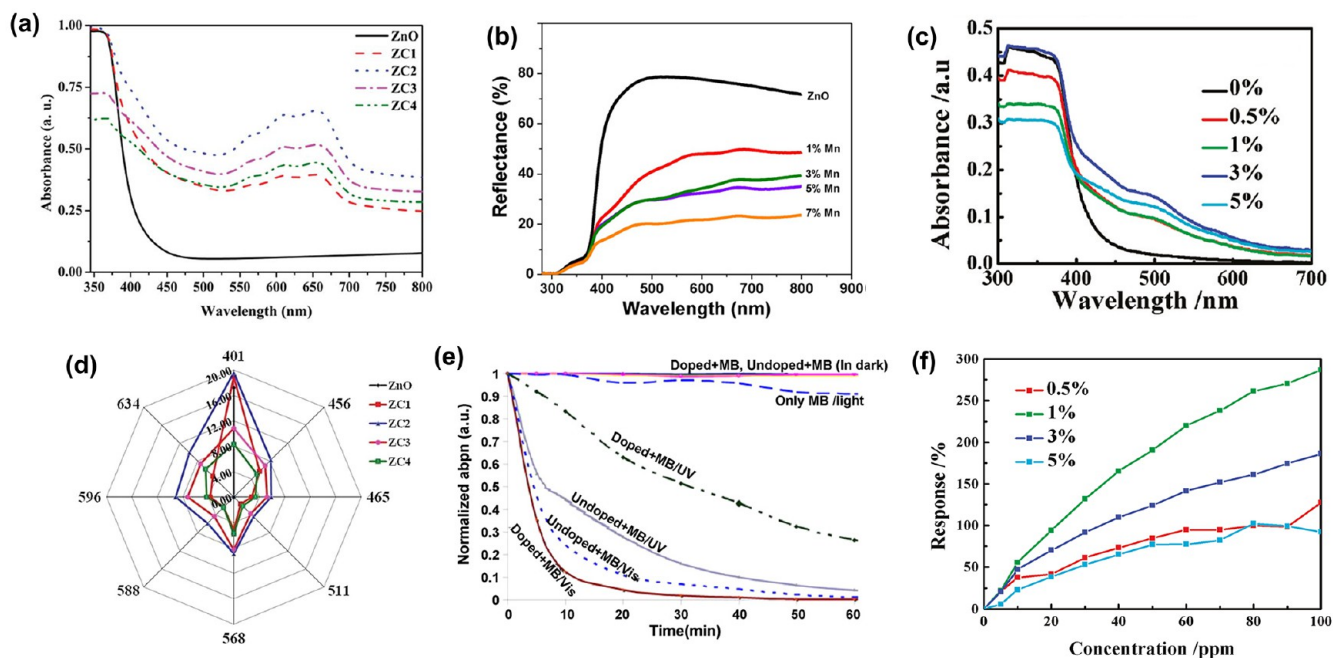 (a)
1.00
0.75
0.50
0.25
0.00
Absorbance (a. u.)
ZnO
ZC1
ZC2
ZC3
ZC4
350 400 450 500 550 600 650 700 750 800
Wavelength (nm)
(b)
100
80
60
40
20
0
Reflectance (%)
ZnO
1% Mn
3% Mn
5% Mn
7% Mn
300 400 500 600 700 800 900
Wavelength (nm)
(c)
0.5
0.4
0.3
0.2
0.1
0.0
Absorbance /a.u
0%
0.5%
1%
3%
5%
300 400 500 600 700
Wavelength /nm
(d)
401
456
465
511
568
588
596
634
20.00
16.00
12.00
8.00
4.00
0.00
ZnO
ZC1
ZC2
ZC3
ZC4
(e)
1
0.9
0.8
0.7
0.6
0.5
0.4
0.3
0.2
0.1
0
Normalized abpn (a.u.)
Doped+MB, Undoped+MB (In dark)
Only MB /light
Doped+MB/UV
Undoped+MB/UV
Undoped+MB/Vis
Doped+MB/Vis
0 10 20 30 40 50 60
Time(min)
(f)
300
250
200
150
100
50
0
Response /%
0.5%
1%
3%
5%
0 20 40 60 80 100
Concentration /ppm